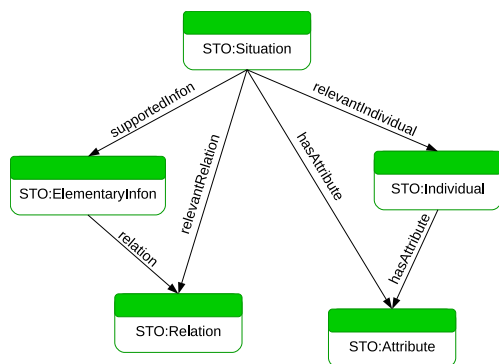 STO:Situation
supportedInfon
relevantIndividual
relevantRelation
hasAttribute
STO:ElementaryInfon
STO:Individual
relation
hasAttribute
STO:Relation
STO:Attribute